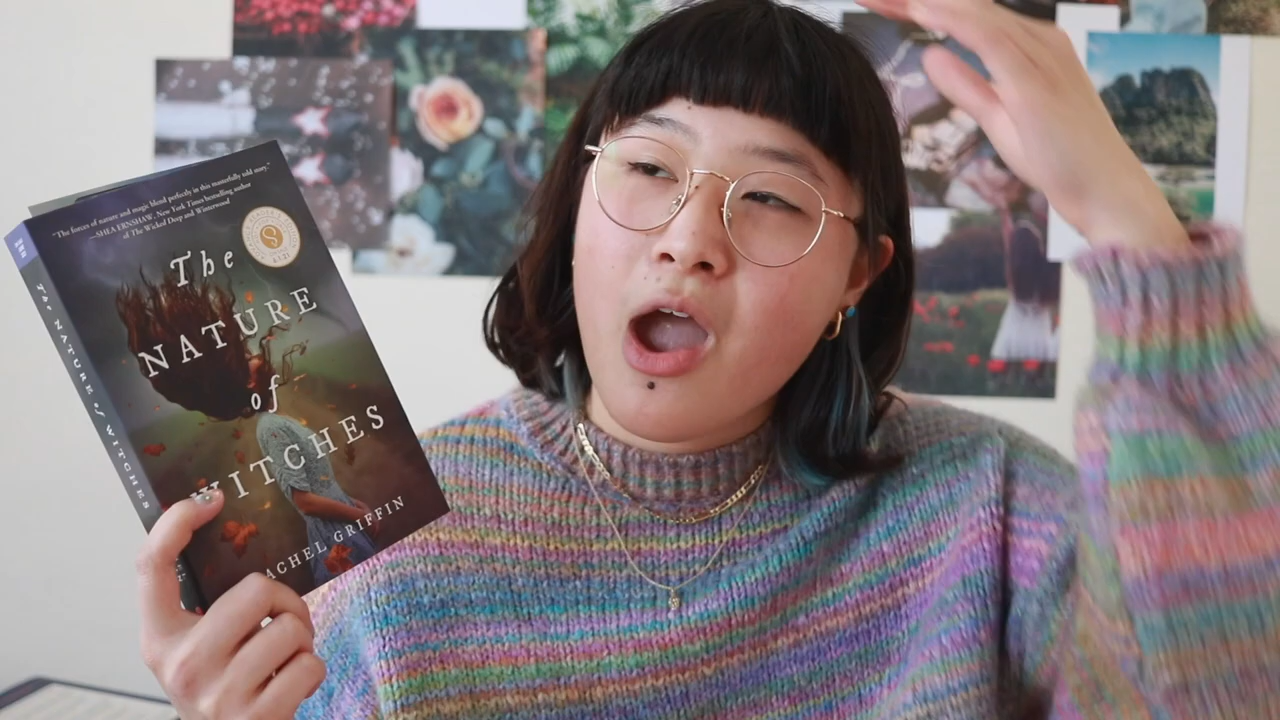 "The forces of nature and magic blend perfectly in this masterfully told story."
—SHEA ERNSHAW, New York Times bestselling author
of The Wicked Deep and Winterwood
The
NATURE
of
WITCHES
ACHEL GRIFFIN
The NATURE of WITCHES